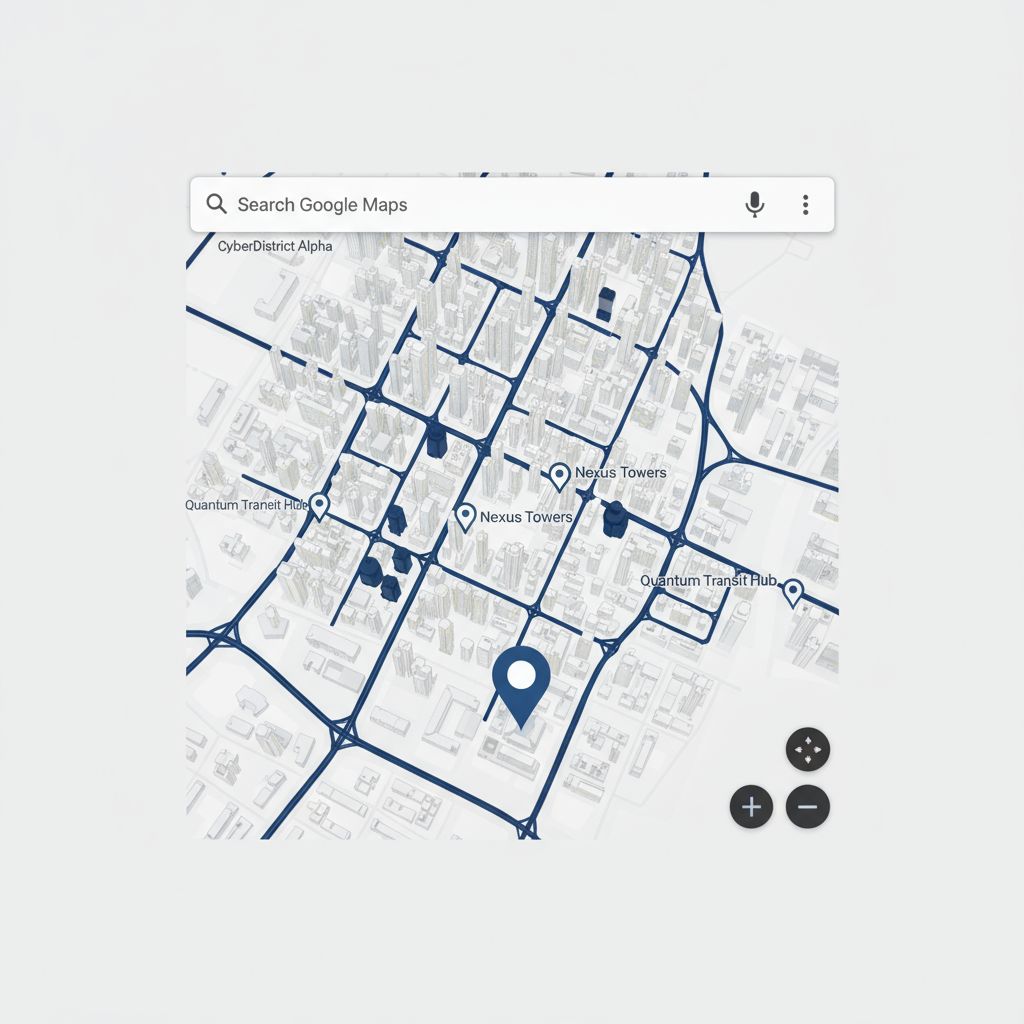 Search Google Maps
CyberDistrict Alpha
Nexus Towers
Quantum Traneit Hub
Nexus Towers
Quantum Transit Hub